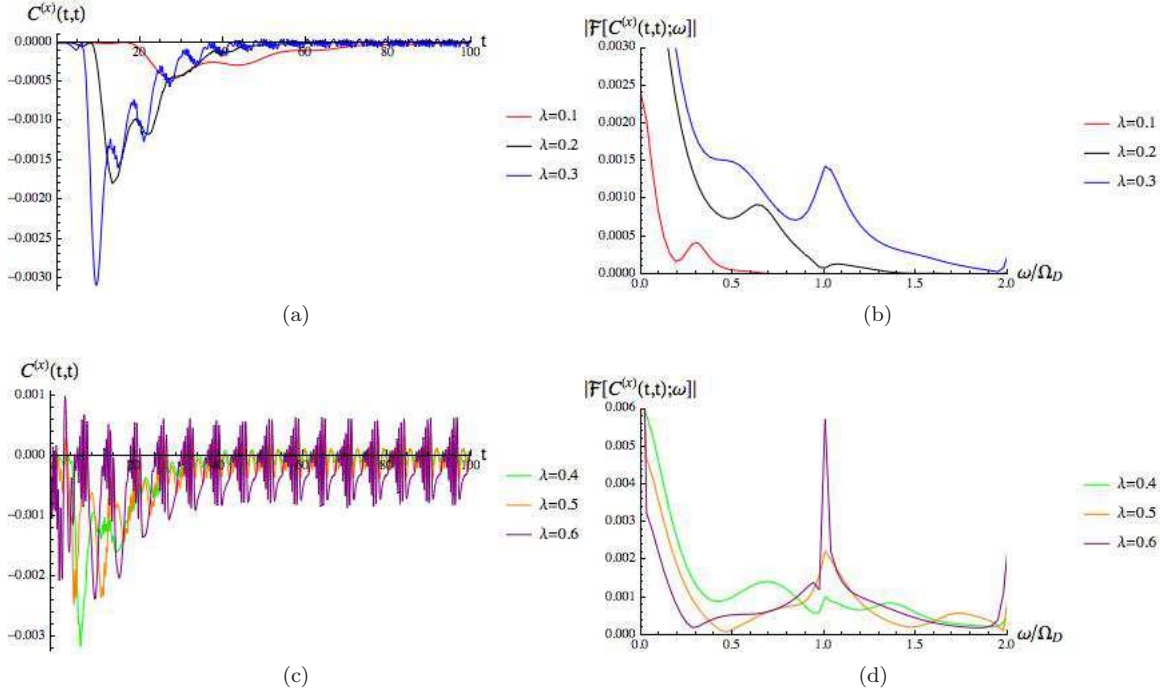 C⁽ˣ⁾(t,t)
0.0000
−0.0005
−0.0010
−0.0015
−0.0020
−0.0025
−0.0030
20 40 60 80 100 t
λ=0.1
λ=0.2
λ=0.3
(a)
|𝓕[C⁽ˣ⁾(t,t);ω]|
0.0030
0.0025
0.0020
0.0015
0.0010
0.0005
0.0000
0.0 0.5 1.0 1.5 2.0 ω/Ω_D
λ=0.1
λ=0.2
λ=0.3
(b)
C⁽ˣ⁾(t,t)
0.001
0.000
−0.001
−0.002
−0.003
20 40 60 80 100 t
λ=0.4
λ=0.5
λ=0.6
(c)
|𝓕[C⁽ˣ⁾(t,t);ω]|
0.006
0.005
0.004
0.003
0.002
0.001
0.000
0.0 0.5 1.0 1.5 2.0 ω/Ω_D
λ=0.4
λ=0.5
λ=0.6
(d)